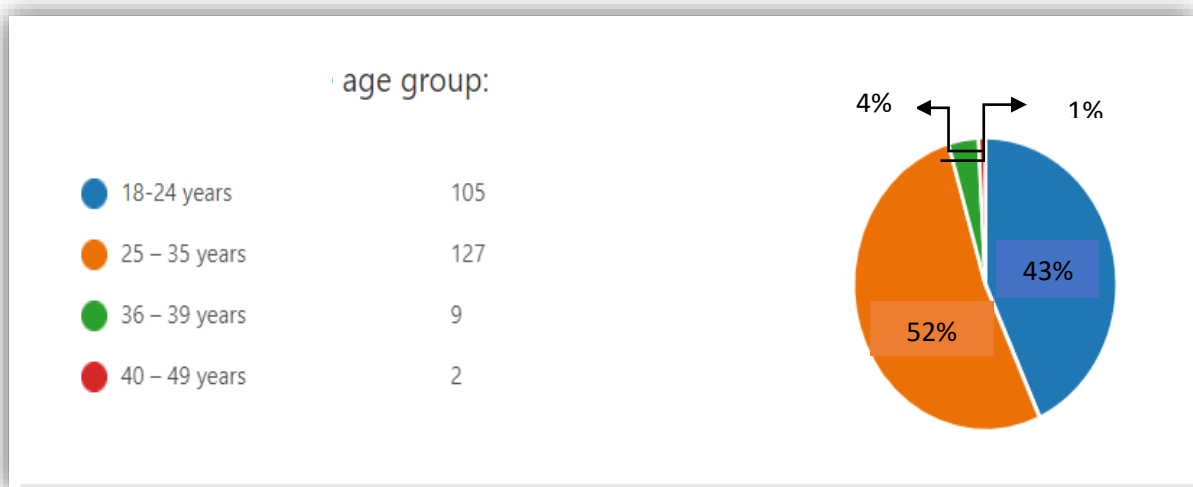 age group:
4%
1%
18-24 years 105
25 – 35 years 127
43%
36 – 39 years 9
52%
40 – 49 years 2